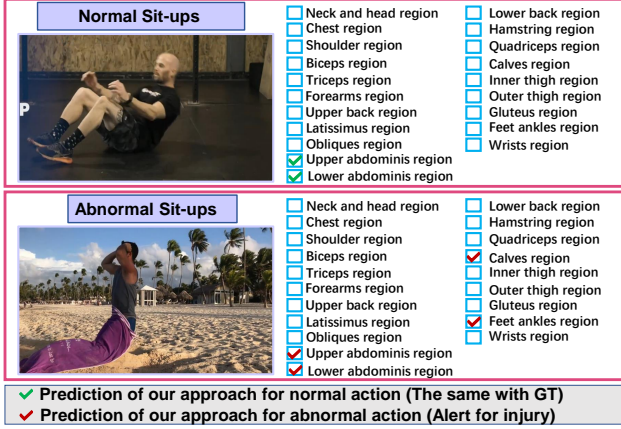 Normal Sit-ups
P
Neck and head region
Chest region
Shoulder region
Biceps region
Triceps region
Forearms region
Upper back region
Latissimus region
Obliques region
Upper abdominis region
Lower abdominis region
Lower back region
Hamstring region
Quadriceps region
Calves region
Inner thigh region
Outer thigh region
Gluteus region
Feet ankles region
Wrists region
Abnormal Sit-ups
Neck and head region
Chest region
Shoulder region
Biceps region
Triceps region
Forearms region
Upper back region
Latissimus region
Obliques region
Upper abdominis region
Lower abdominis region
Lower back region
Hamstring region
Quadriceps region
Calves region
Inner thigh region
Outer thigh region
Gluteus region
Feet ankles region
Wrists region
Prediction of our approach for normal action (The same with GT)
Prediction of our approach for abnormal action (Alert for injury)